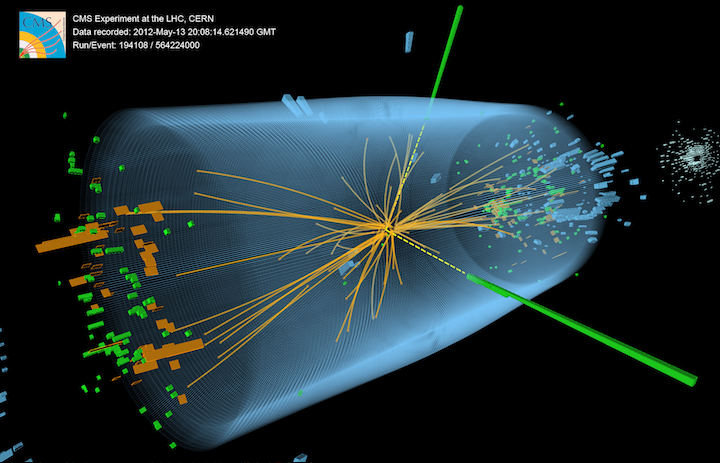 CMS
CMS Experiment at the LHC, CERN
Data recorded: 2012-May-13 20:08:14.621490 GMT
Run/Event: 194108 / 564224000